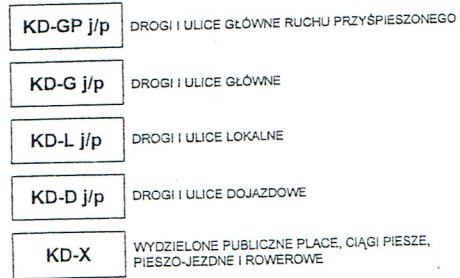 KD-GP j/p DROGI I ULICE GŁÓWNE RUCHU PRZYŚPIESZONEGO
KD-G j/p DROGI I ULICE GŁÓWNE
KD-L j/p DROGI I ULICE LOKALNE
KD-D j/p DROGI I ULICE DOJAZDOWE
KD-X WYDZIELONE PUBLICZNE PLACE, CIĄGI PIESZE,
PIESZO-JEZDNE I ROWEROWE